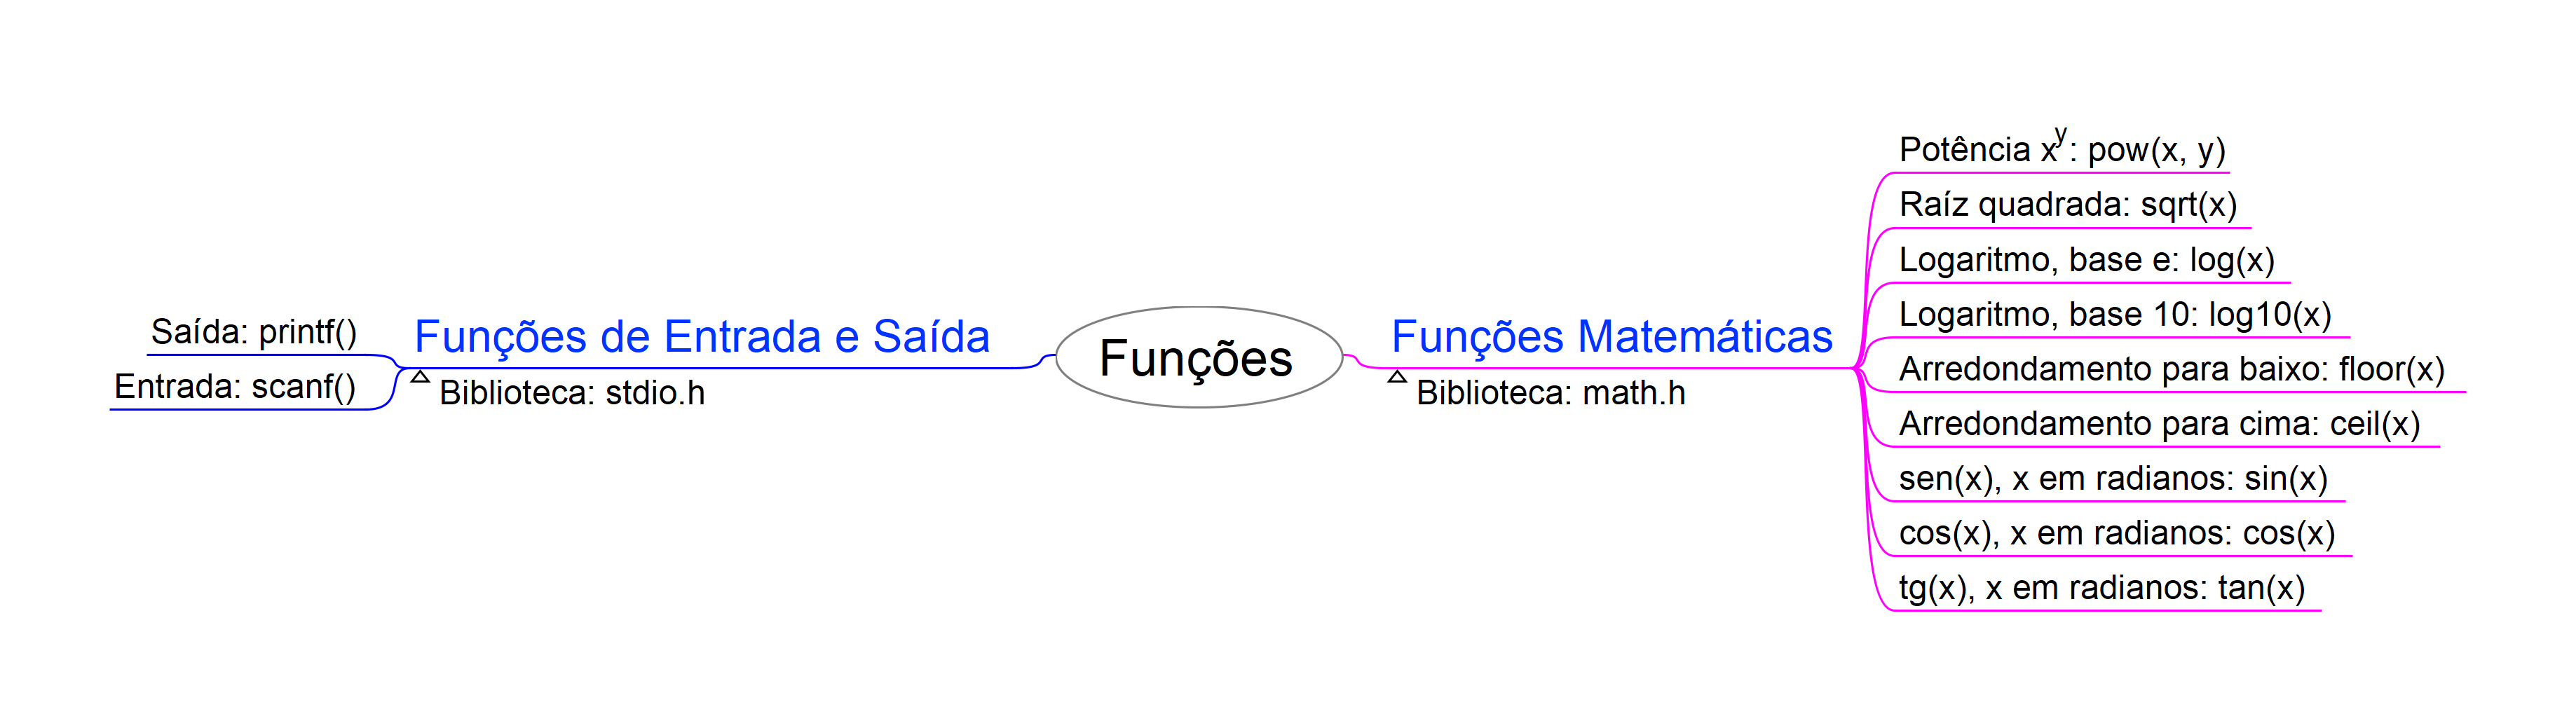 Saída: printf()
Entrada: scanf()
Funções de Entrada e Saída
Biblioteca: stdio.h
Funções
Funções Matemáticas
Biblioteca: math.h
Potência x^y: pow(x, y)
Raíz quadrada: sqrt(x)
Logaritmo, base e: log(x)
Logaritmo, base 10: log10(x)
Arredondamento para baixo: floor(x)
Arredondamento para cima: ceil(x)
sen(x), x em radianos: sin(x)
cos(x), x em radianos: cos(x)
tg(x), x em radianos: tan(x)